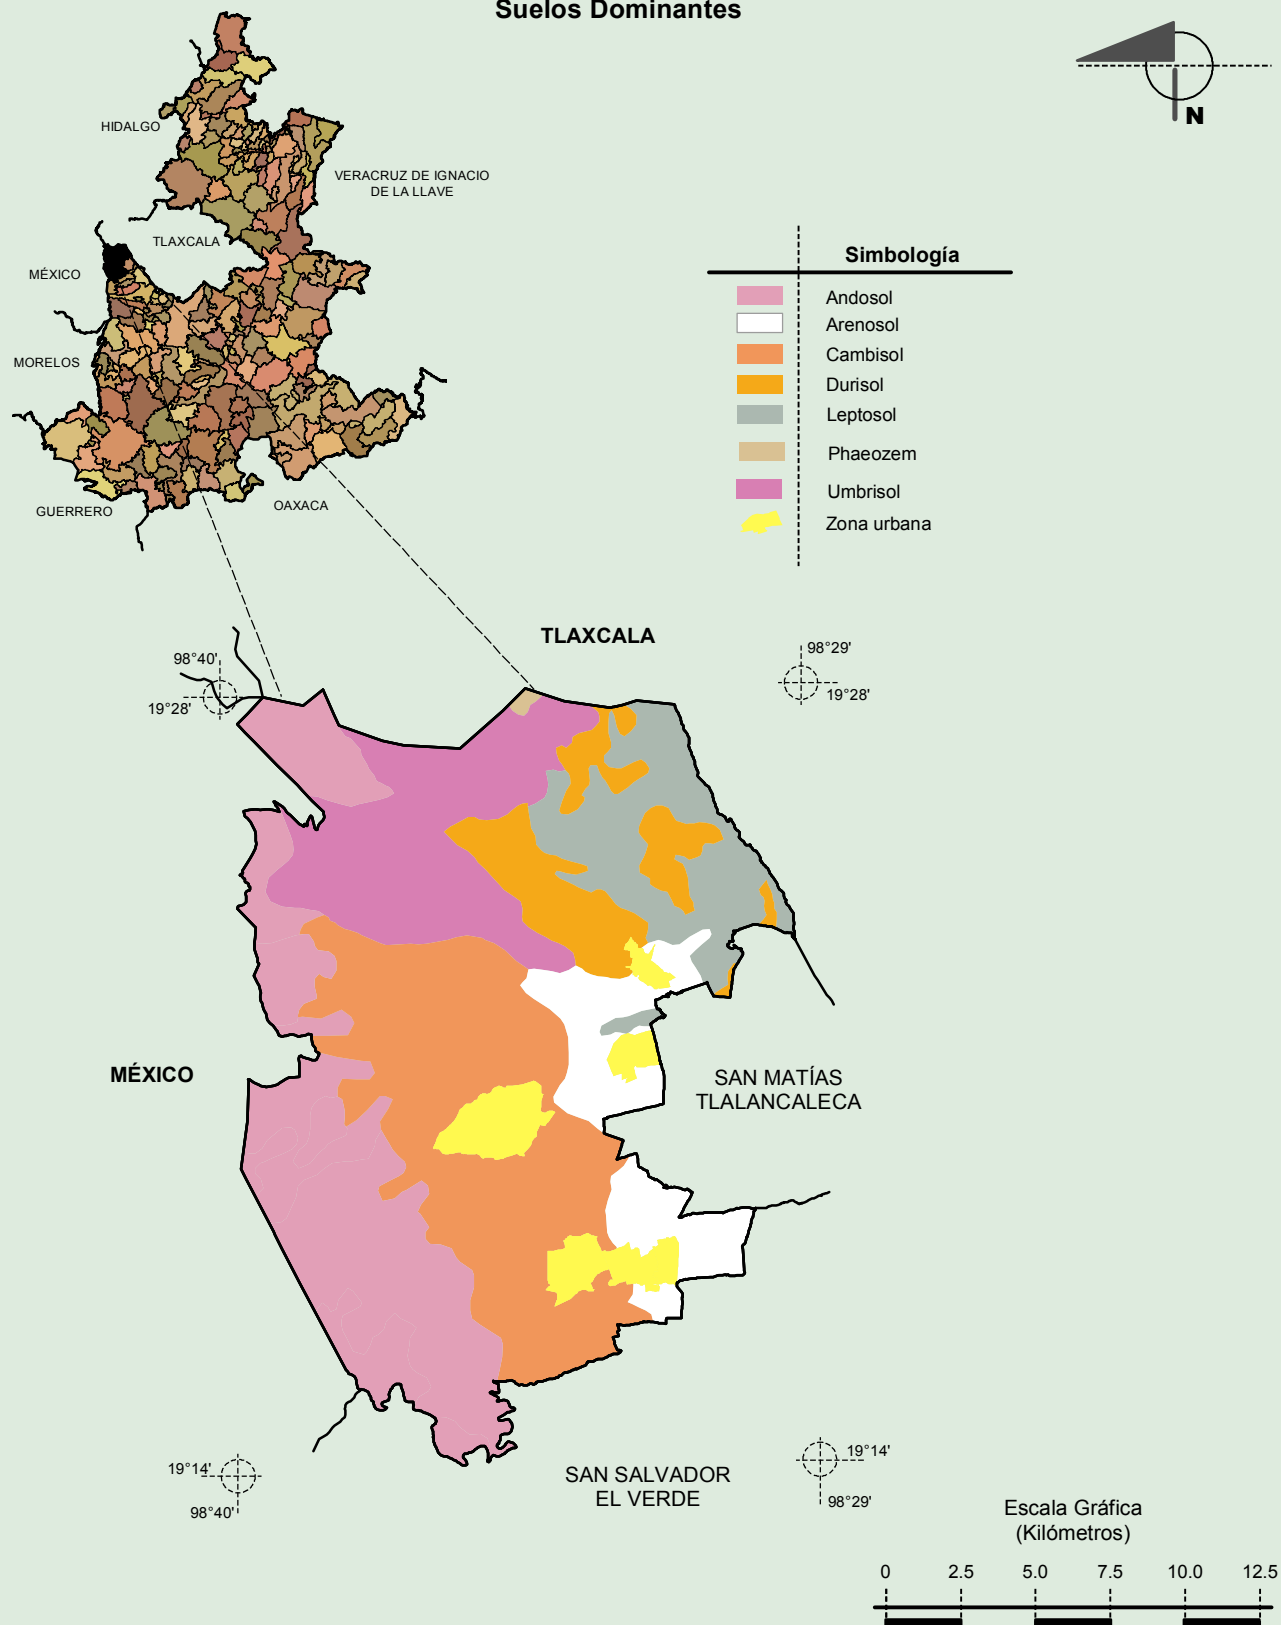 Suelos Dominantes
N
HIDALGO
VERACRUZ DE IGNACIO
DE LA LLAVE
TLAXCALA
MÉXICO
MORELOS
GUERRERO
OAXACA
Simbología
Andosol
Arenosol
Cambisol
Durisol
Leptosol
Phaeozem
Umbrisol
Zona urbana
TLAXCALA
98°40'
19°28'
98°29'
19°28'
MÉXICO
SAN MATÍAS
TLALANCALECA
19°14'
98°40'
SAN SALVADOR
EL VERDE
19°14'
98°29'
Escala Gráfica
(Kilómetros)
0 2.5 5.0 7.5 10.0 12.5